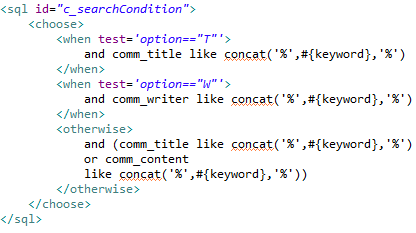 <sql id="c_searchCondition">
<choose>
<when test='option=="T"'>
and comm_title like concat('%',#{keyword},'%')
</when>
<when test='option=="W"'>
and comm_writer like concat('%',#{keyword},'%')
</when>
<otherwise>
and (comm_title like concat('%',#{keyword},'%')
or comm_content
like concat('%',#{keyword},'%'))
</otherwise>
</choose>
</sql>